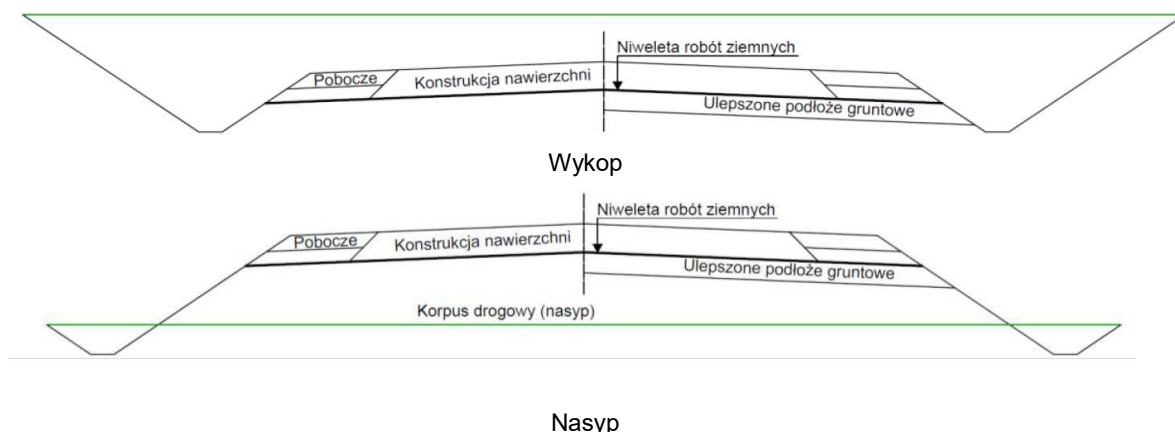 Niweleta robót ziemnych
Pobocze
Konstrukcja nawierzchni
Ulepszone podłoże gruntowe
Wykop
Niweleta robót ziemnych
Pobocze
Konstrukcja nawierzchni
Ulepszone podłoże gruntowe
Korpus drogowy (nasyp)
Nasyp